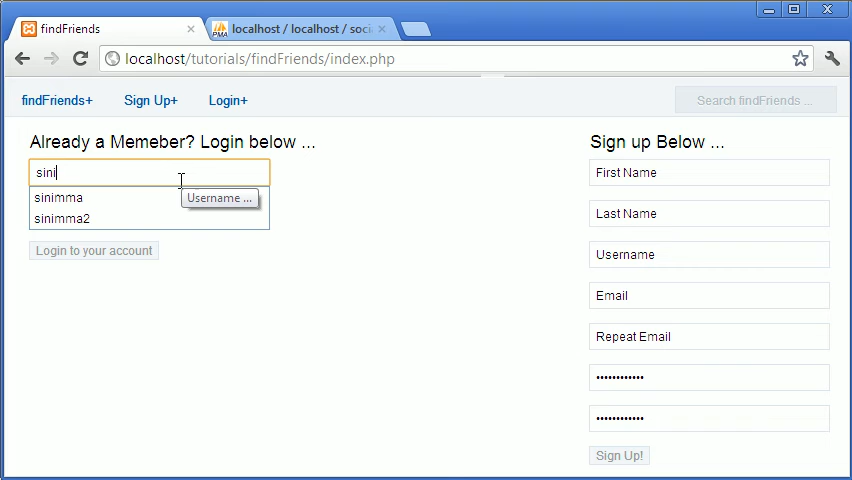 findFriends
localhost / localhost / soci
PMA
localhost/tutorials/findFriends/index.php
findFriends+ Sign Up+ Login+ Search findFriends ...
Already a Memeber? Login below ...
sini
Username ...
sinimma
sinimma2
Login to your account
Sign up Below ...
First Name
Last Name
Username
Email
Repeat Email
••••••••••••
••••••••••••
Sign Up!